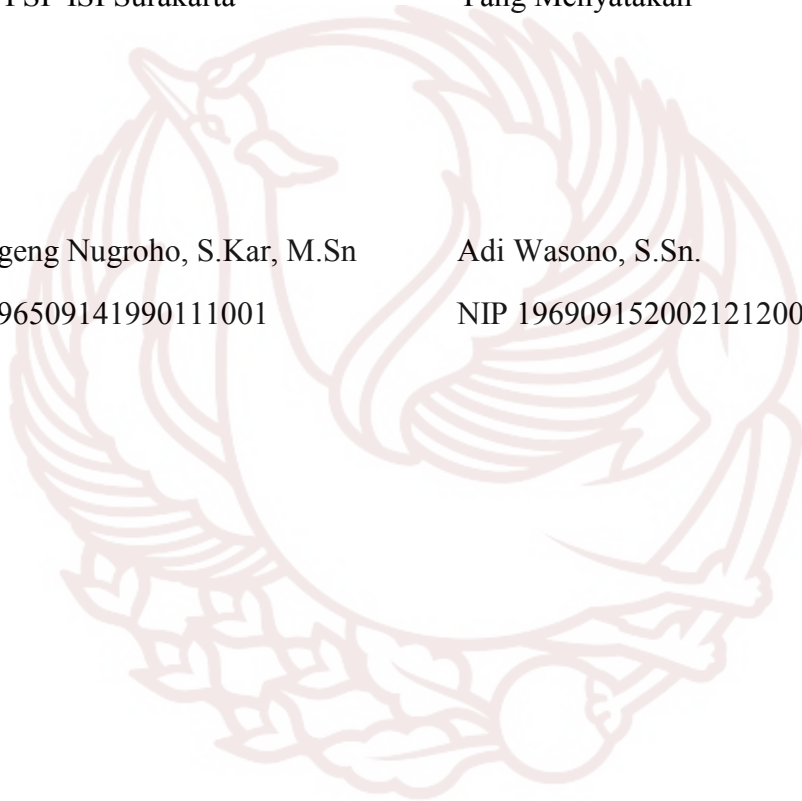 FSP ISI Surakarta Yang Menyatakan
geng Nugroho, S.Kar, M.Sn Adi Wasono, S.Sn.
96509141990111001 NIP 196909152002121200